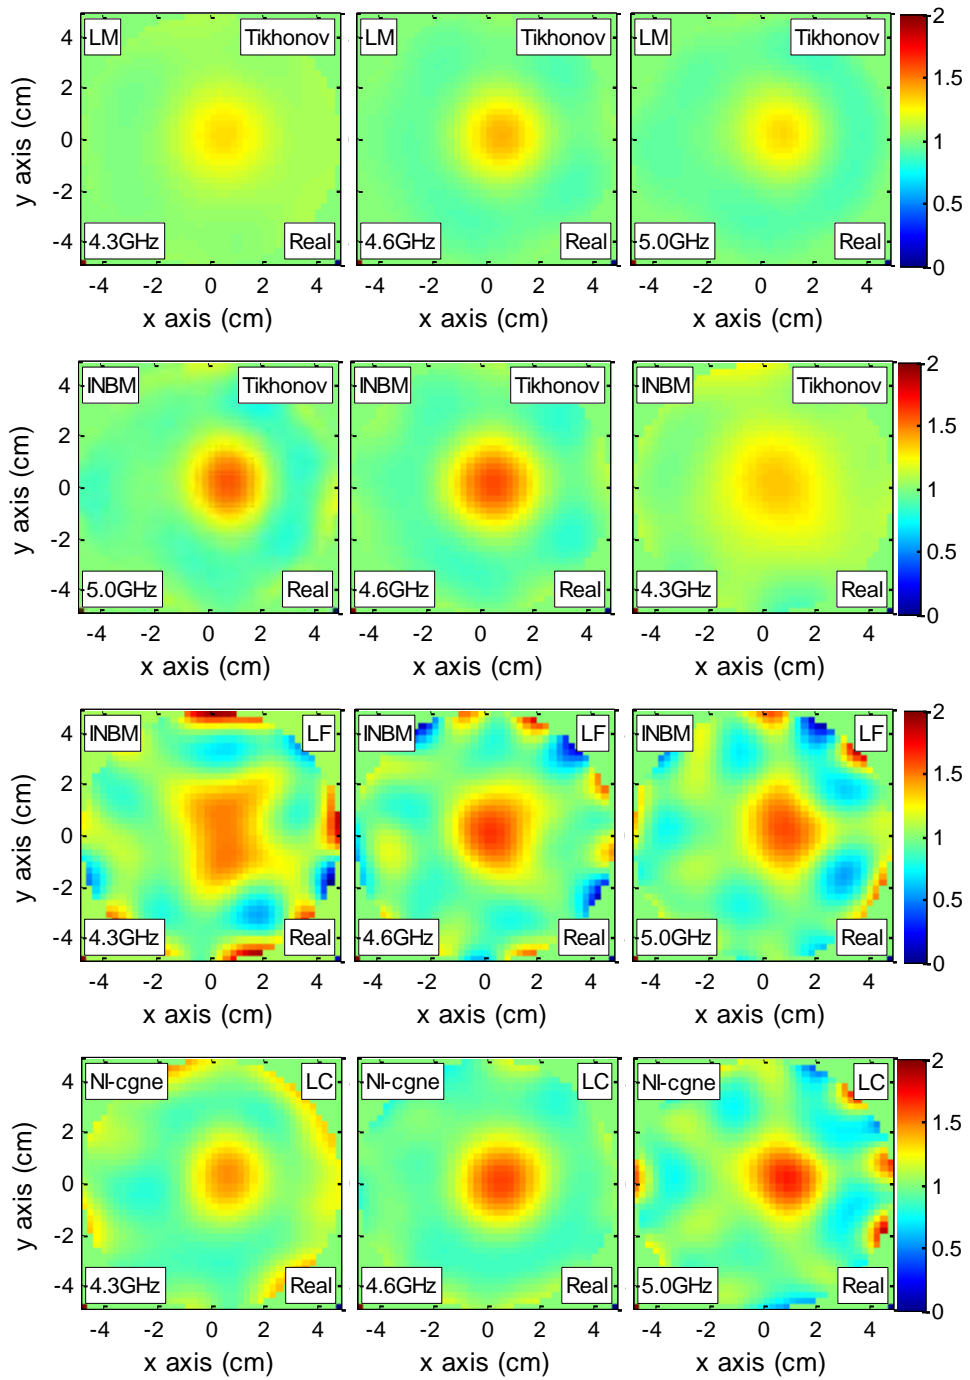 LM Tikhonov LM Tikhonov LM Tikhonov 2
4
2 1.5
y axis (cm) 0 1
-2 0.5
-4 4.3GHz Real 4.6GHz Real 5.0GHz Real 0
-4 -2 0 2 4 -4 -2 0 2 4 -4 -2 0 2 4
x axis (cm) x axis (cm) x axis (cm)
INBM Tikhonov INBM Tikhonov INBM Tikhonov 2
4
2 1.5
y axis (cm) 0 1
-2 0.5
-4 5.0GHz Real 4.6GHz Real 4.3GHz Real 0
-4 -2 0 2 4 -4 -2 0 2 4 -4 -2 0 2 4
x axis (cm) x axis (cm) x axis (cm)
INBM LF INBM LF INBM LF 2
4
2 1.5
y axis (cm) 0 1
-2 0.5
-4 4.3GHz Real 4.6GHz Real 5.0GHz Real 0
-4 -2 0 2 4 -4 -2 0 2 4 -4 -2 0 2 4
x axis (cm) x axis (cm) x axis (cm)
NI-cgne LC NI-cgne LC NI-cgne LC 2
4
2 1.5
y axis (cm) 0 1
-2 0.5
-4 4.3GHz Real 4.6GHz Real 5.0GHz Real 0
-4 -2 0 2 4 -4 -2 0 2 4 -4 -2 0 2 4
x axis (cm) x axis (cm) x axis (cm)